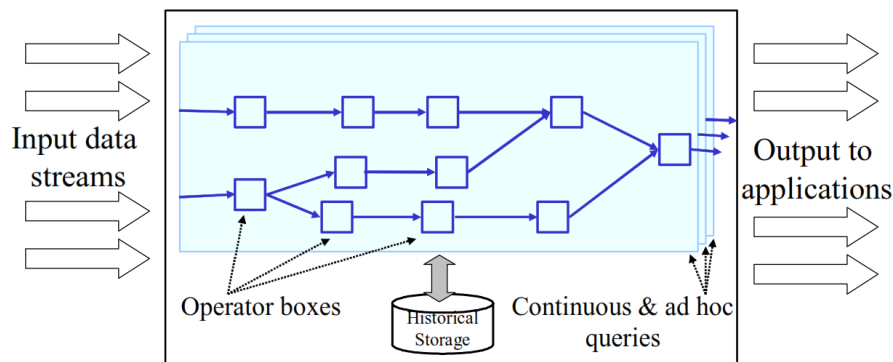 Input data
streams
Output to
applications
Operator boxes
Historical
Storage
Continuous & ad hoc
queries